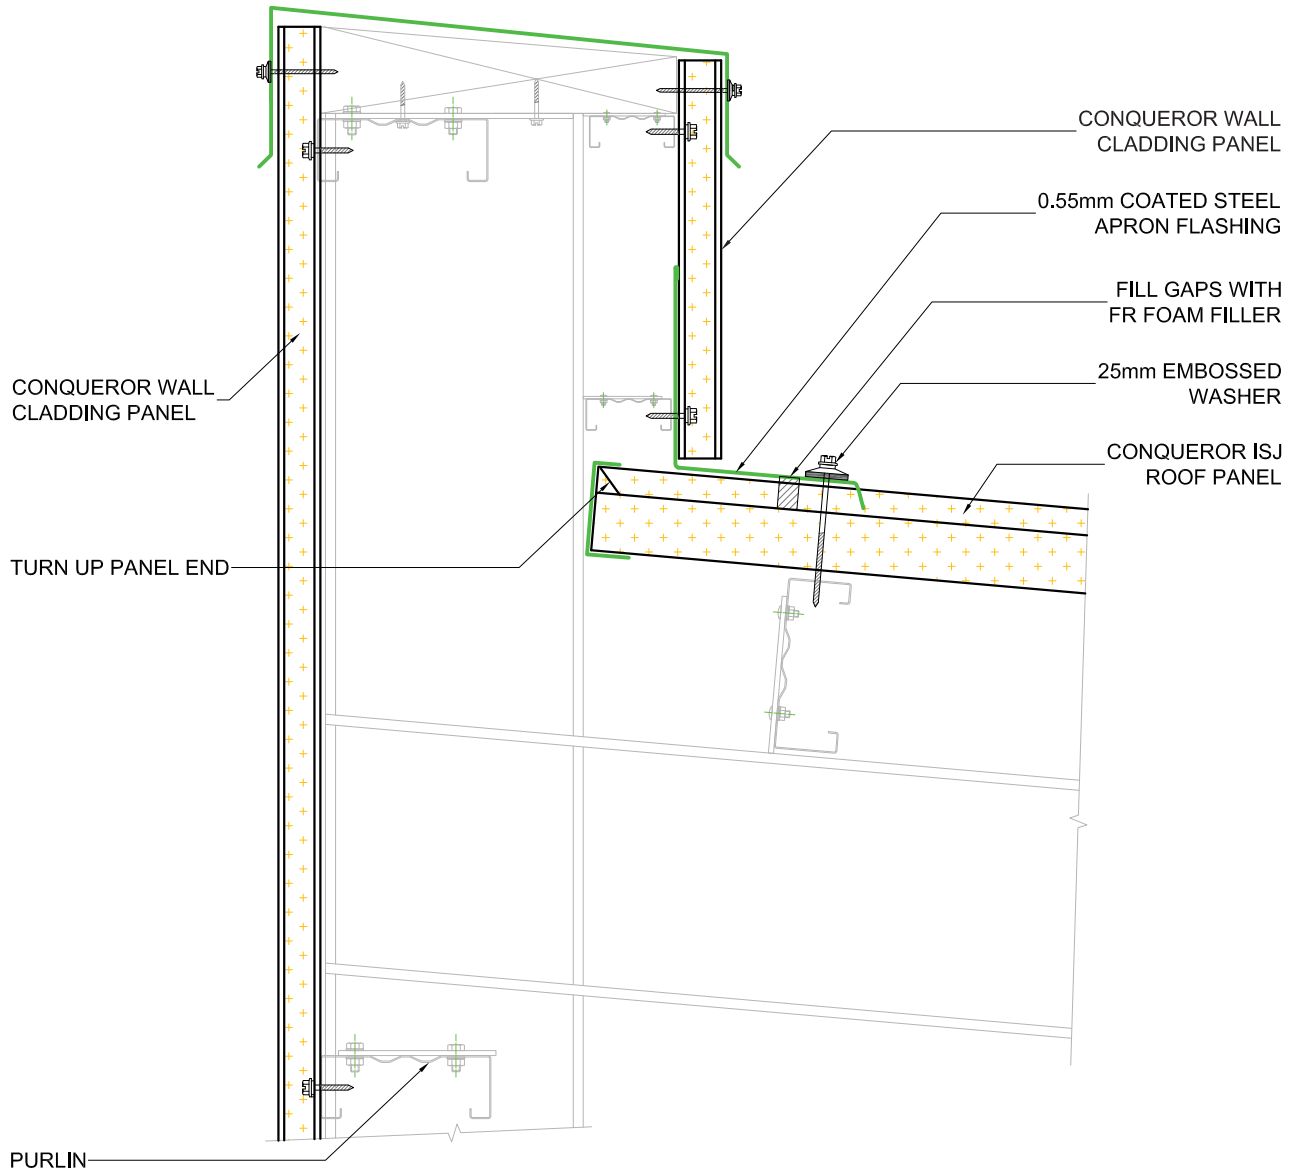 CONQUEROR WALL
CLADDING PANEL
0.55mm COATED STEEL
APRON FLASHING
FILL GAPS WITH
FR FOAM FILLER
25mm EMBOSSED
WASHER
CONQUEROR ISJ
ROOF PANEL
CONQUEROR WALL
CLADDING PANEL
TURN UP PANEL END
PURLIN